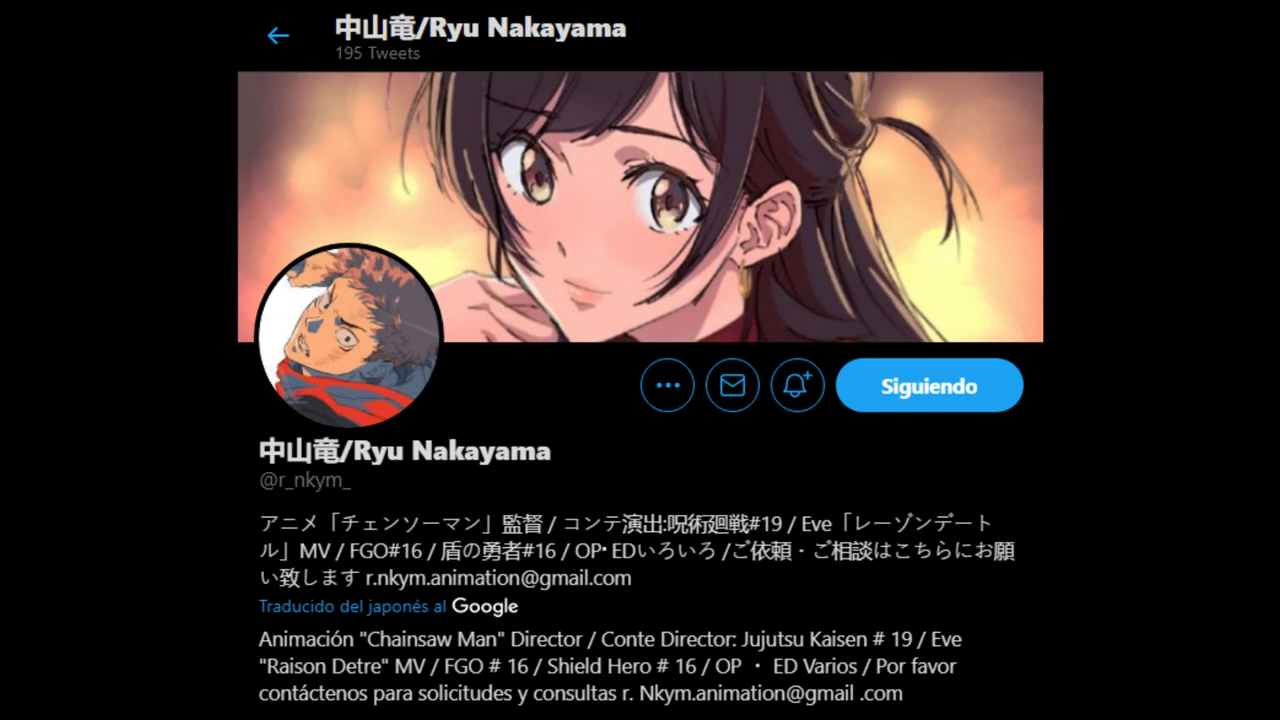 中山竜/Ryu Nakayama
195 Tweets
Siguiendo
中山竜/Ryu Nakayama
@r_nkym_
アニメ「チェンソーマン」監督 / コンテ演出:呪術廻戦#19 / Eve「レーゾンデート
ル」MV / FGO#16 / 盾の勇者#16 / OP･EDいろいろ /ご依頼・ご相談はこちらにお願
い致します r.nkym.animation@gmail.com
Traducido del japonés al Google
Animación "Chainsaw Man" Director / Conte Director: Jujutsu Kaisen # 19 / Eve
"Raison Detre" MV / FGO # 16 / Shield Hero # 16 / OP ・ ED Varios / Por favor
contáctenos para solicitudes y consultas r. Nkym.animation@gmail .com